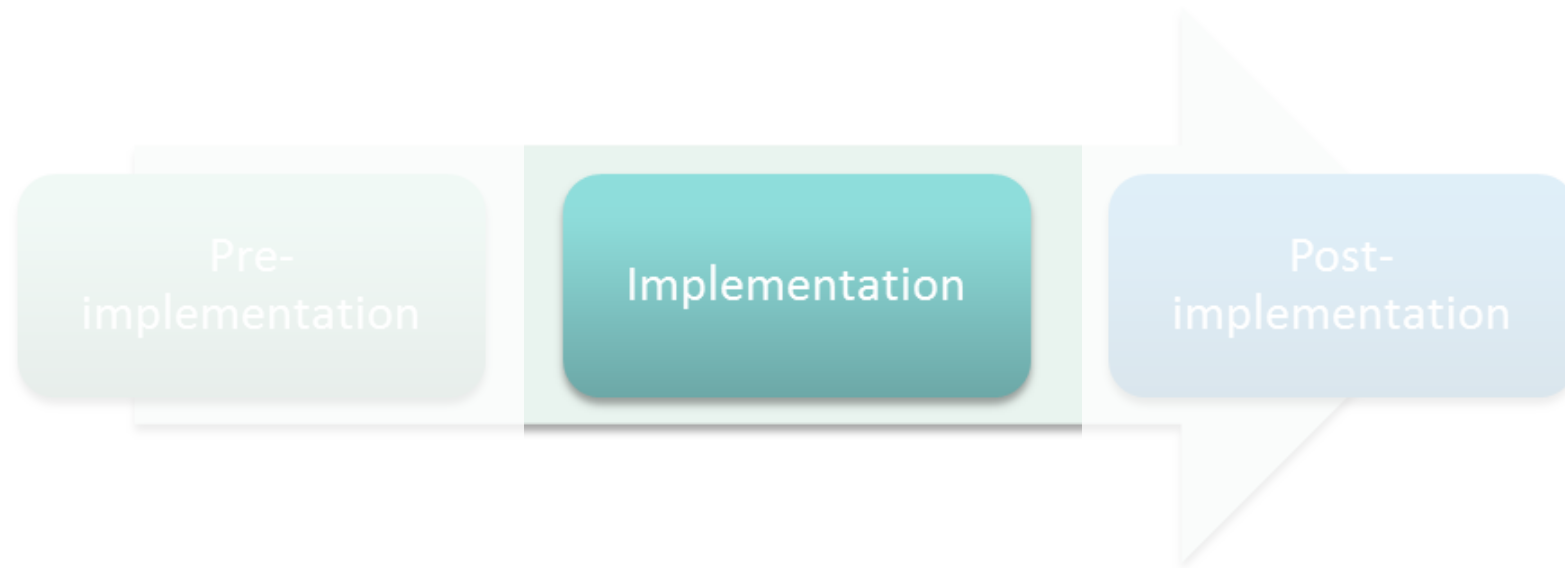 Pre-
implementation
Implementation
Post-
implementation